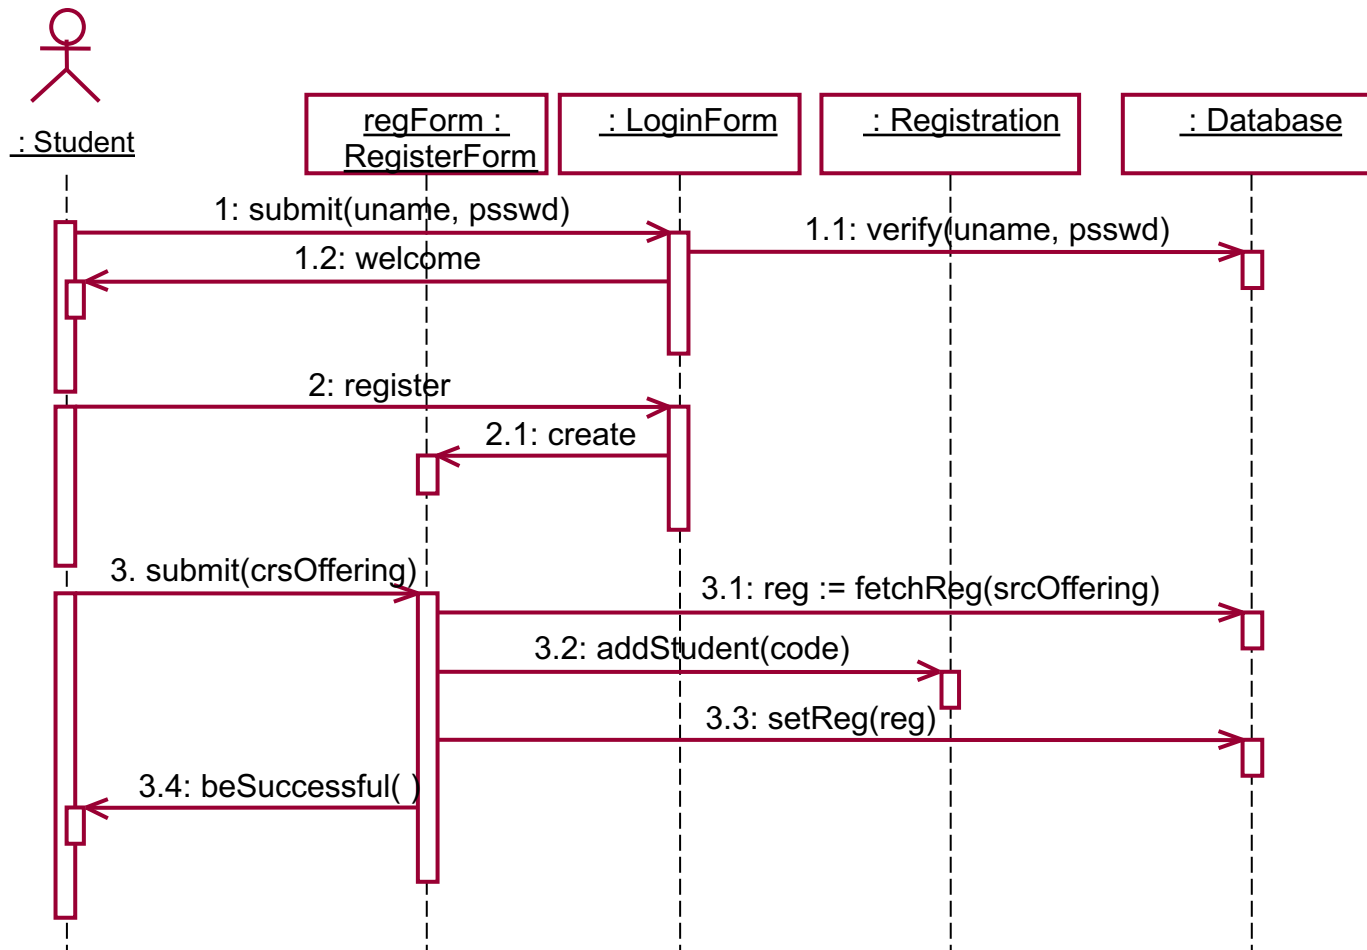 : Student
regForm :
RegisterForm
: LoginForm
: Registration
: Database
1: submit(uname, psswd)
1.1: verify(uname, psswd)
1.2: welcome
2: register
2.1: create
3. submit(crsOffering)
3.1: reg := fetchReg(srcOffering)
3.2: addStudent(code)
3.3: setReg(reg)
3.4: beSuccessful( )